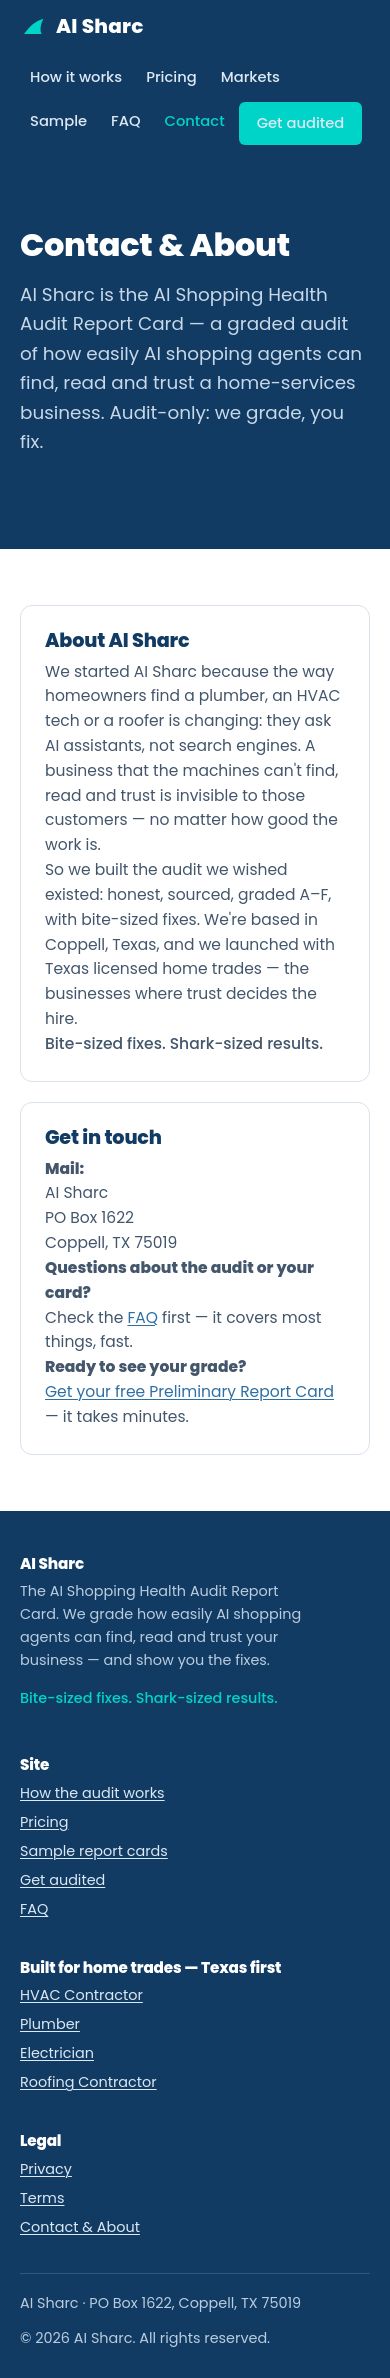 AI Sharc
How it works Pricing Markets
Sample FAQ Contact Get audited
Contact & About
AI Sharc is the AI Shopping Health
Audit Report Card — a graded audit
of how easily AI shopping agents can
find, read and trust a home-services
business. Audit-only: we grade, you
fix.
About AI Sharc
We started AI Sharc because the way
homeowners find a plumber, an HVAC
tech or a roofer is changing: they ask
AI assistants, not search engines. A
business that the machines can't find,
read and trust is invisible to those
customers — no matter how good the
work is.
So we built the audit we wished
existed: honest, sourced, graded A–F,
with bite-sized fixes. We're based in
Coppell, Texas, and we launched with
Texas licensed home trades — the
businesses where trust decides the
hire.
Bite-sized fixes. Shark-sized results.
Get in touch
Mail:
AI Sharc
PO Box 1622
Coppell, TX 75019
Questions about the audit or your
card?
Check the FAQ first — it covers most
things, fast.
Ready to see your grade?
Get your free Preliminary Report Card
— it takes minutes.
AI Sharc
The AI Shopping Health Audit Report
Card. We grade how easily AI shopping
agents can find, read and trust your
business — and show you the fixes.
Bite-sized fixes. Shark-sized results.
Site
How the audit works
Pricing
Sample report cards
Get audited
FAQ
Built for home trades — Texas first
HVAC Contractor
Plumber
Electrician
Roofing Contractor
Legal
Privacy
Terms
Contact & About
AI Sharc · PO Box 1622, Coppell, TX 75019
© 2026 AI Sharc. All rights reserved.